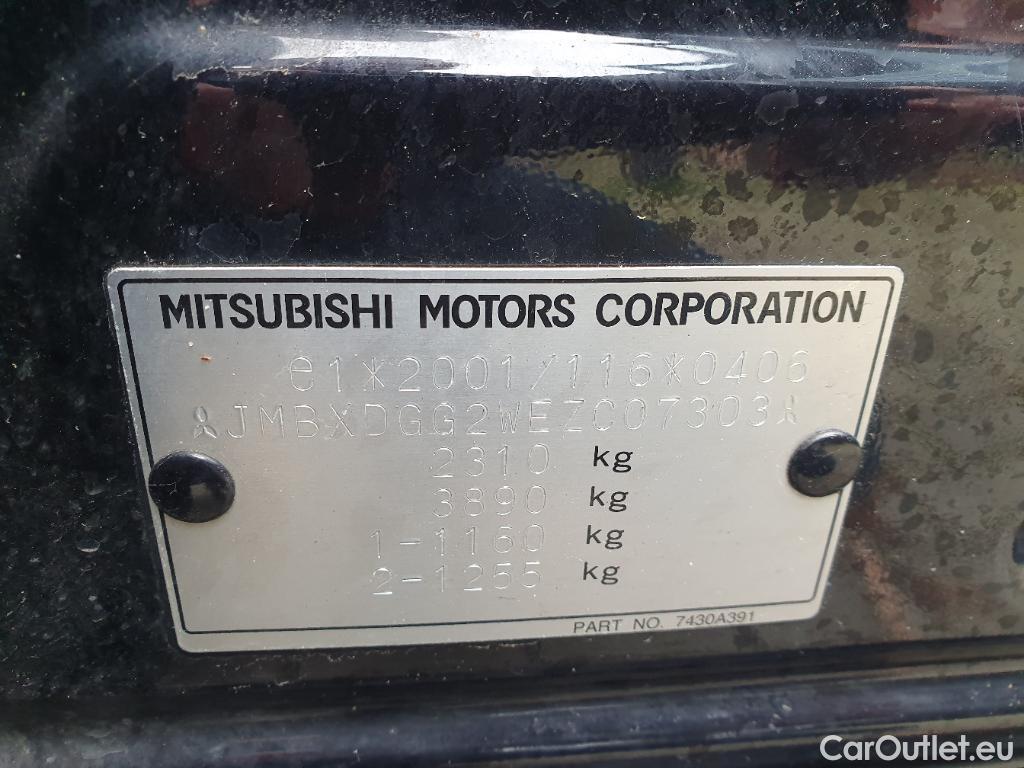 MITSUBISHI MOTORS CORPORATION
e1*2001/116*0406
JMBXDGG2WEZC07303
2310 kg
3890 kg
1-1160 kg
2-1255 kg
PART NO. 7430A391
CarOutlet.eu